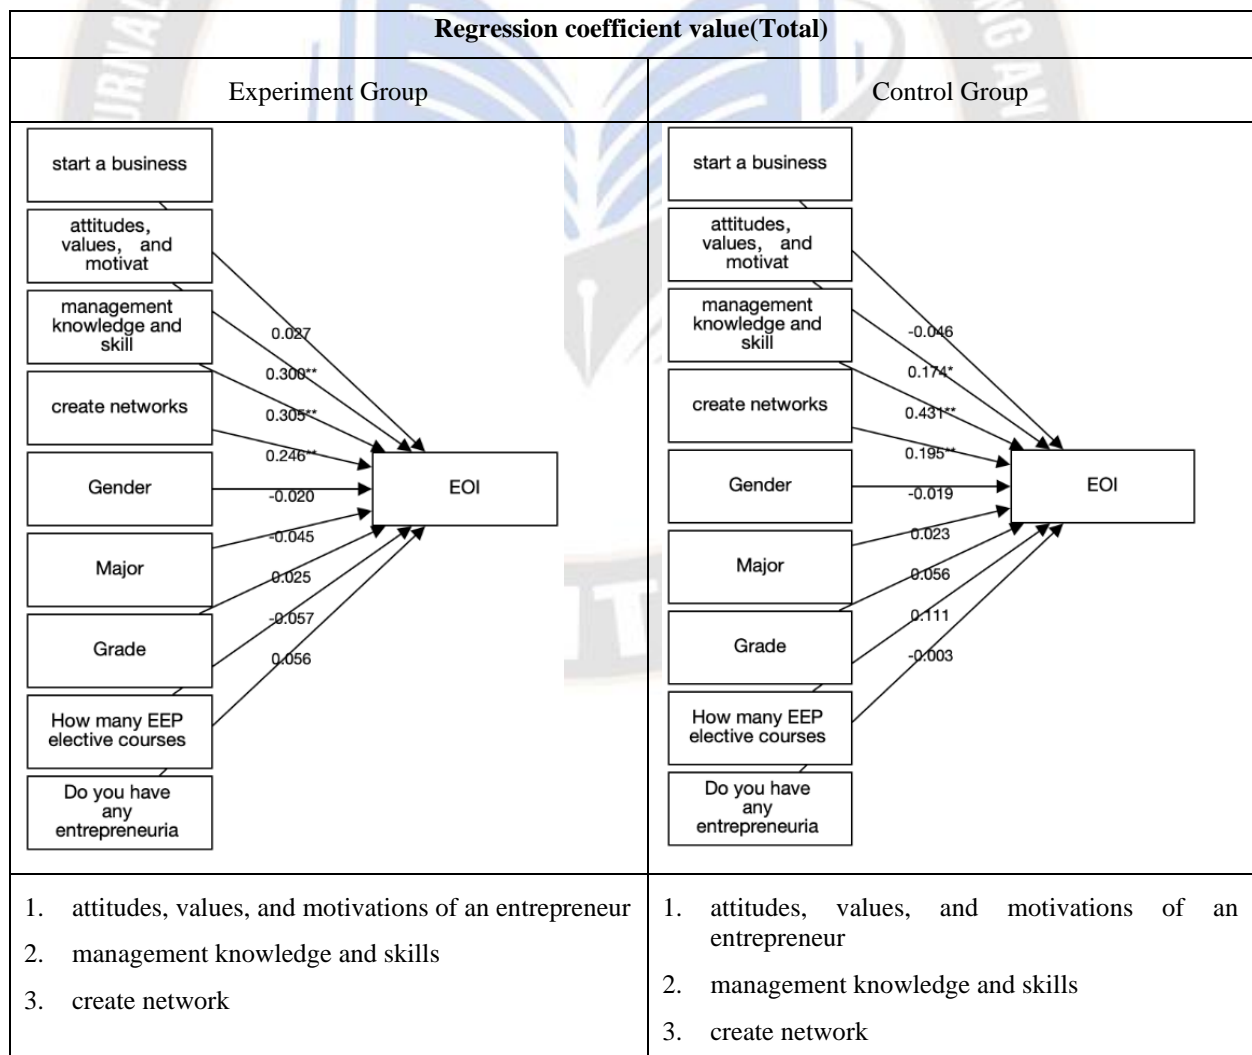 Regression coefficient value(Total)
Experiment Group
Control Group
start a business
attitudes,
values, and
motivat
management
knowledge and
skill
create networks
Gender
Major
Grade
How many EEP
elective courses
Do you have
any
entrepreneuria
0.027
0.300**
0.305**
0.246**
-0.020
-0.045
0.025
-0.057
0.056
EOI
start a business
attitudes,
values, and
motivat
management
knowledge and
skill
create networks
Gender
Major
Grade
How many EEP
elective courses
Do you have
any
entrepreneuria
-0.046
0.174*
0.431**
0.195**
-0.019
0.023
0.056
0.111
-0.003
EOI
1. attitudes, values, and motivations of an entrepreneur
2. management knowledge and skills
3. create network
1. attitudes, values, and motivations of an
entrepreneur
2. management knowledge and skills
3. create network